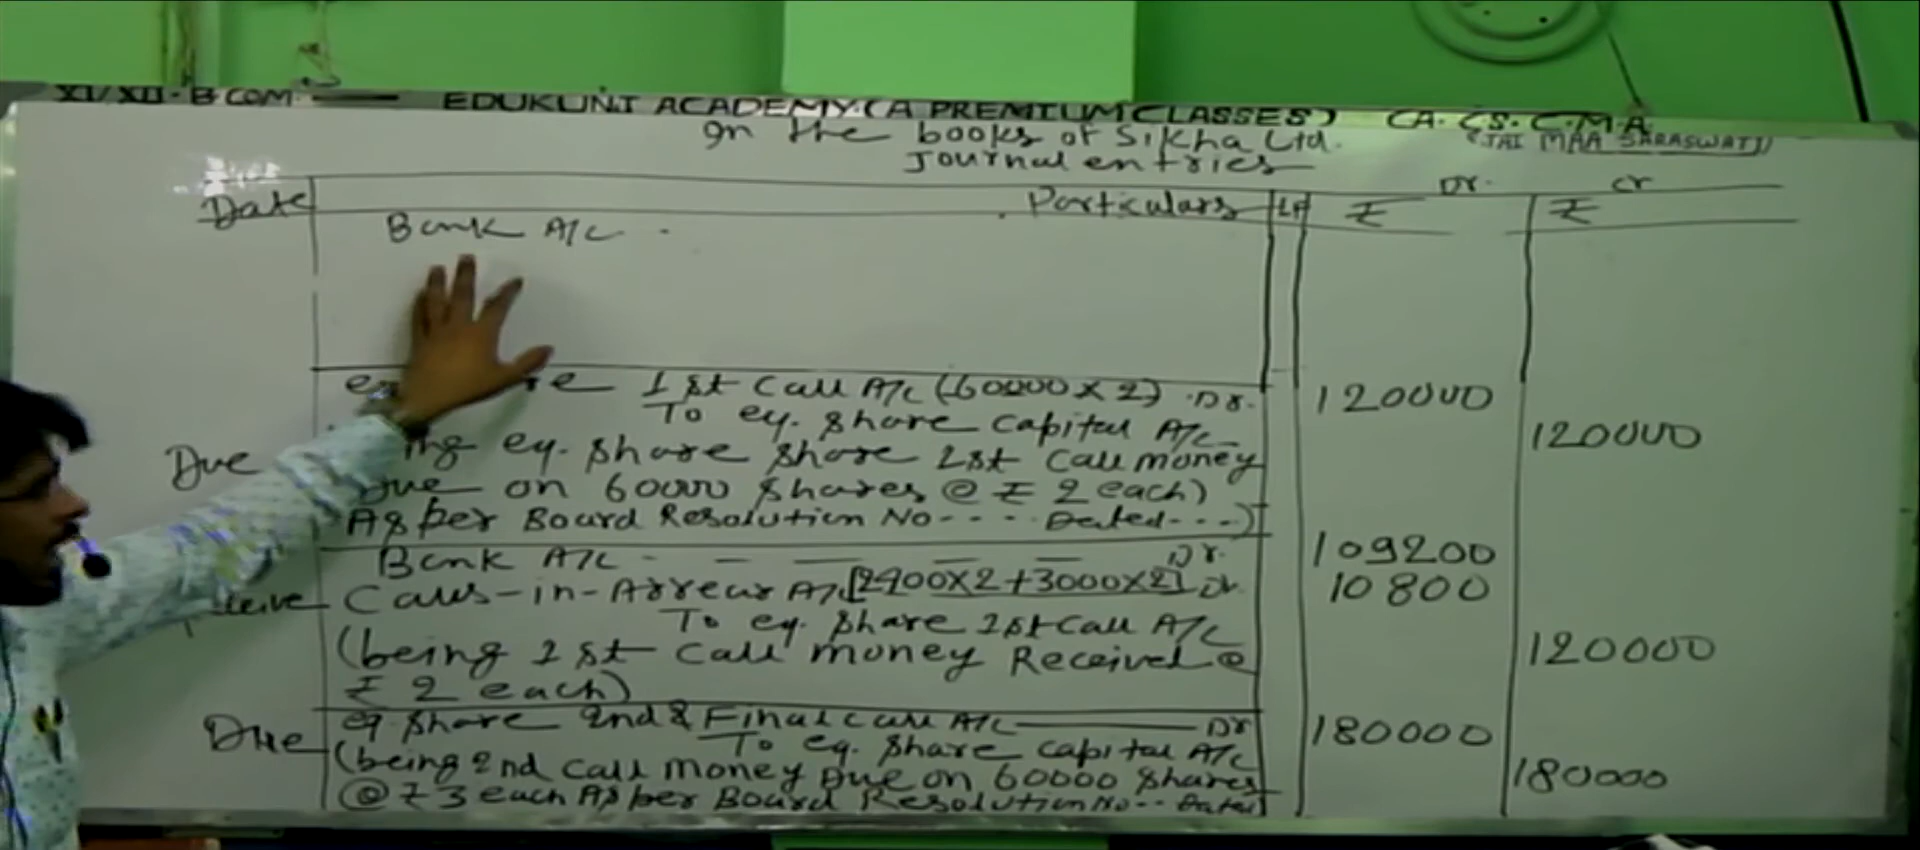 XI/XII-B.COM. — EDUKUNJ ACADEMY.(A PREMIUM CLASSES) CA. CS. CMA
(JAI MAA SARASWATI)
In the books of Sikha Ltd.
Journal entries
Dr. Cr
Date Particulars LF ₹ ₹
Bank A/c -
1st Call A/c (60000x2) .Dr. 120000
To eq. Share capital A/c 120000
Due ing eq. share share 1st Call money
Due on 60000 shares @ ₹ 2 each)
As per Board Resolution No---- Dated---)
Bank A/c - — — — — Dr. 109200
Calls-in-Arrear A/c [2400x2+3000x2] Dr 10800
To eq. share 1st Call A/c 120000
(being 1st Call money Received @
₹ 2 each)
Due eq. share 2nd & Final call A/c —— Dr 180000
To eq. share capital A/c 180000
(being 2nd call money Due on 60000 shares
@ ₹3 each As per Board Resolution No-- Dated